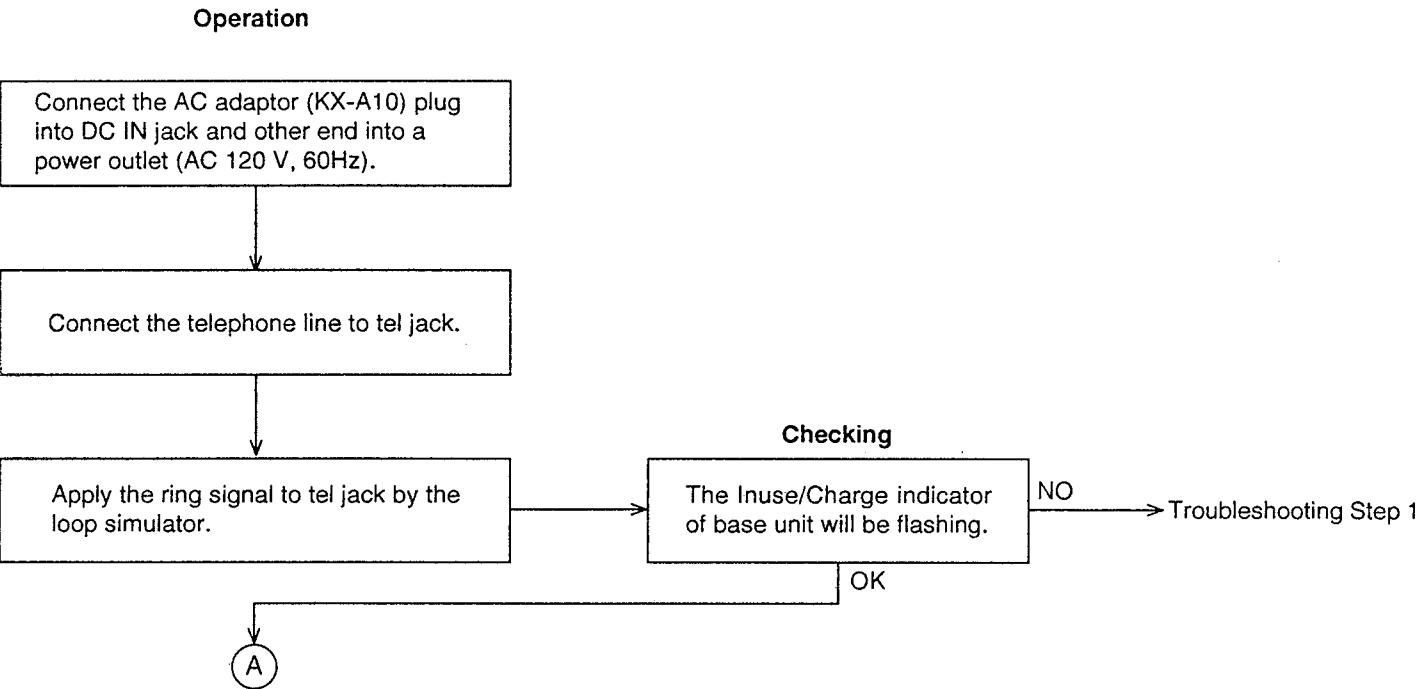 Operation
Connect the AC adaptor (KX-A10) plug
into DC IN jack and other end into a
power outlet (AC 120 V, 60Hz).
Connect the telephone line to tel jack.
Apply the ring signal to tel jack by the
loop simulator.
Checking
The Inuse/Charge indicator
of base unit will be flashing.
NO
Troubleshooting Step 1
OK
A